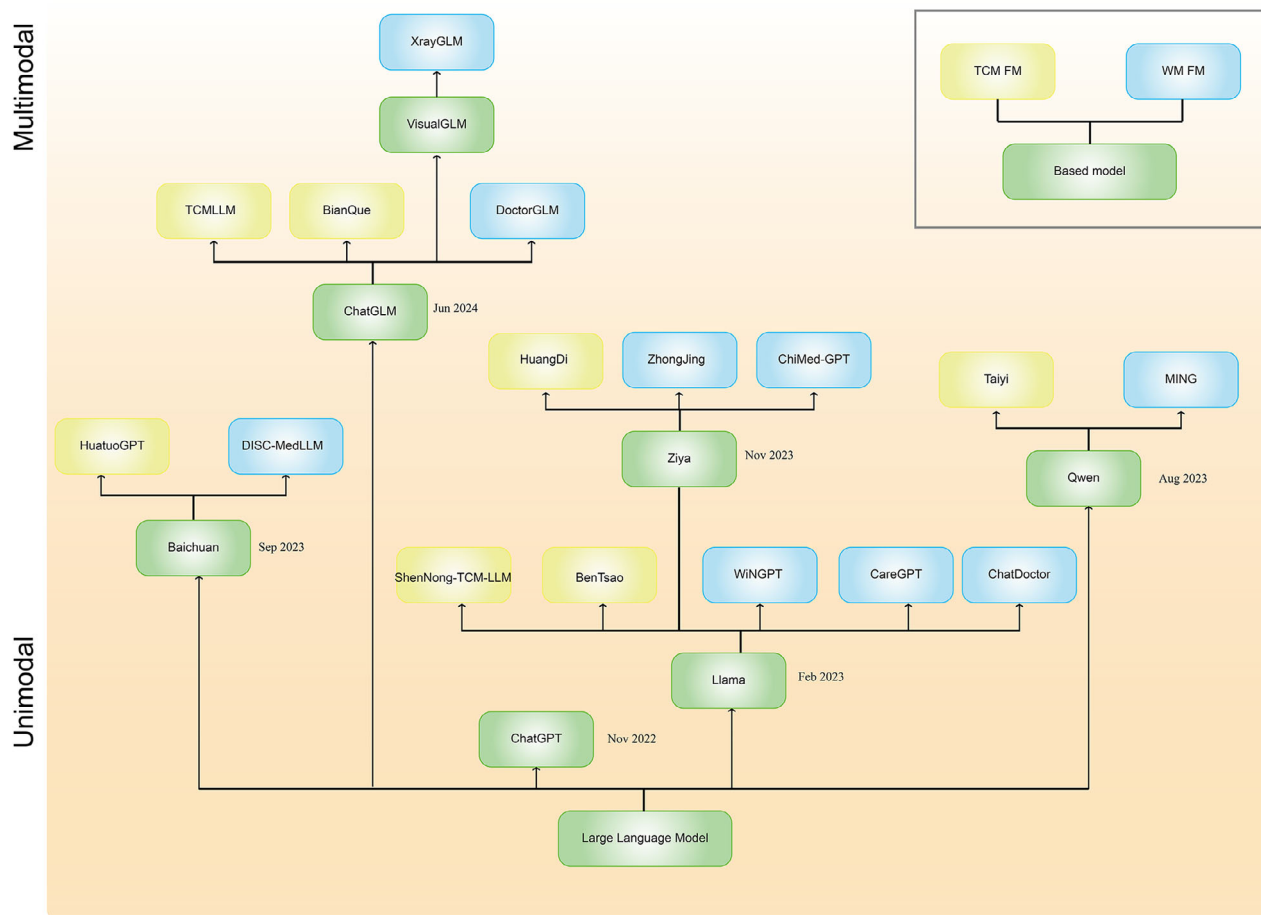 Multimodal
Unimodal
XrayGLM
VisualGLM
TCM FM
WM FM
Based model
TCMLLM
BianQue
DoctorGLM
ChatGLM
Jun 2024
HuangDi
ZhongJing
ChiMed-GPT
Taiyi
MING
HuatuoGPT
DISC-MedLLM
Ziya
Nov 2023
Qwen
Aug 2023
Baichuan
Sep 2023
ShenNong-TCM-LLM
BenTsao
WiNGPT
CareGPT
ChatDoctor
Llama
Feb 2023
ChatGPT
Nov 2022
Large Language Model